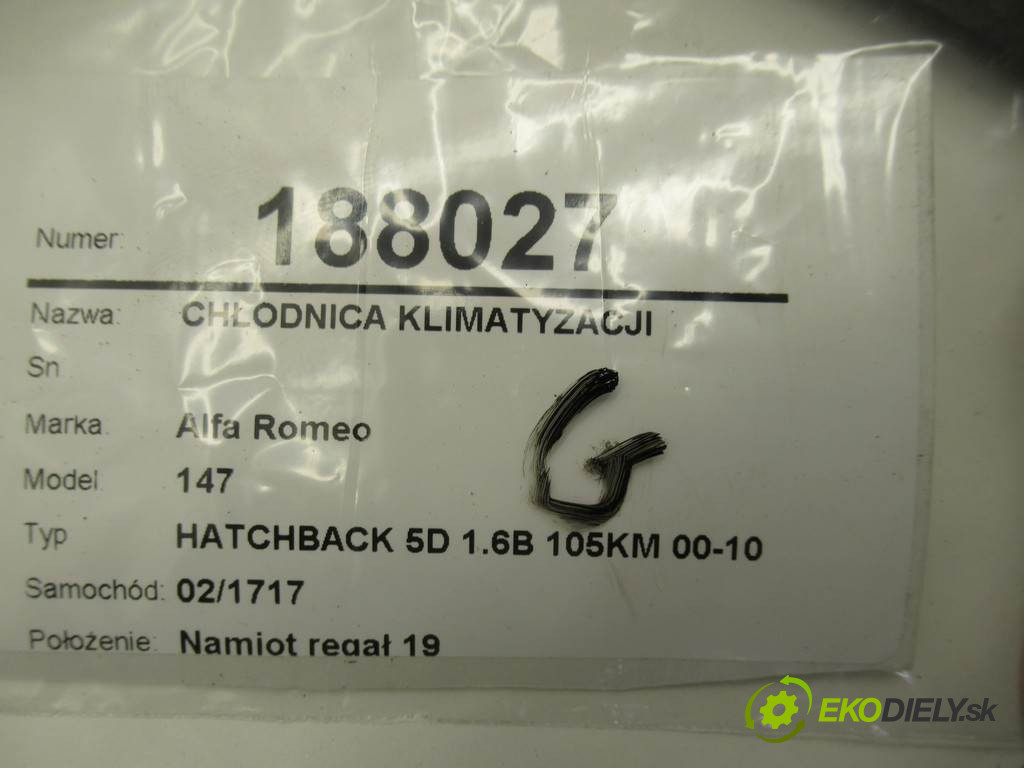 Numer: 188027
Nazwa: CHŁODNICA KLIMATYZACJI
Sn
Marka: Alfa Romeo
G
Model 147
Typ HATCHBACK 5D 1.6B 105KM 00-10
Samochód: 02/1717
Położenie: Namiot regał 19
EKODIELY.sk